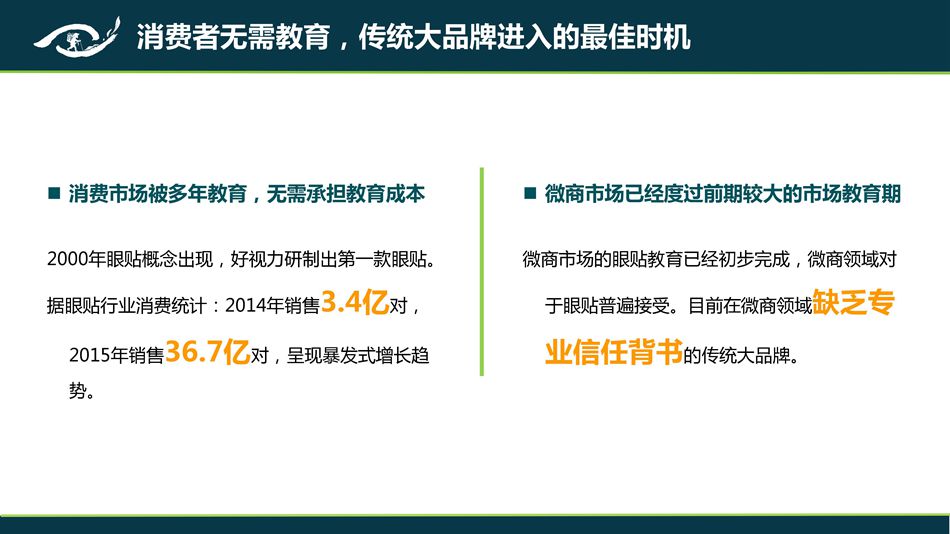 消费者无需教育，传统大品牌进入的最佳时机
■ 消费市场被多年教育，无需承担教育成本
2000年眼贴概念出现，好视力研制出第一款眼贴。
据眼贴行业消费统计：2014年销售3.4亿对，
2015年销售36.7亿对，呈现暴发式增长趋
势。
■ 微商市场已经度过前期较大的市场教育期
微商市场的眼贴教育已经初步完成，微商领域对
于眼贴普遍接受。目前在微商领域缺乏专
业信任背书的传统大品牌。